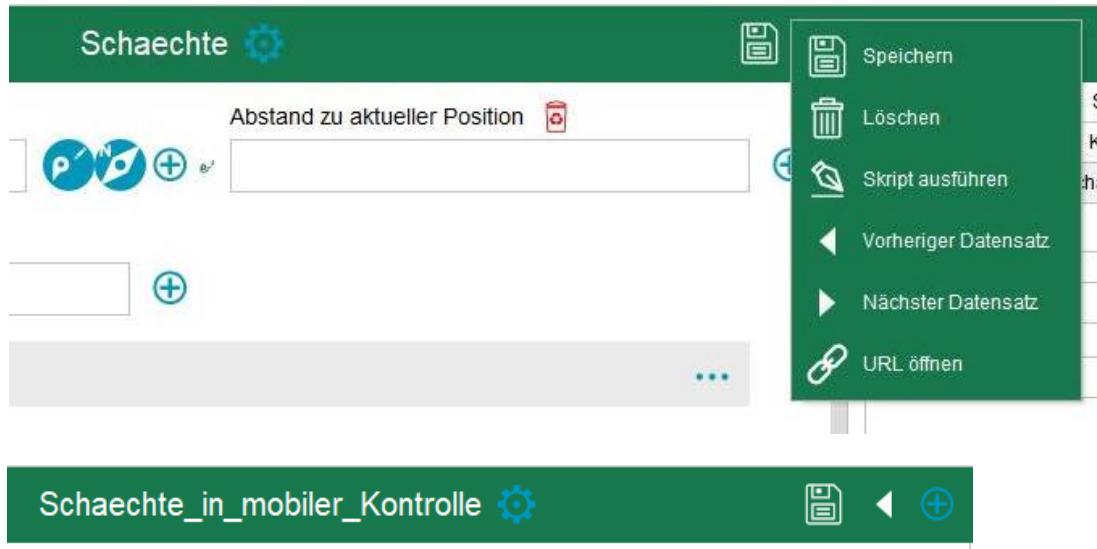 Schaechte
Speichern
Abstand zu aktueller Position
Löschen
Skript ausführen
Vorheriger Datensatz
Nächster Datensatz
URL öffnen
Schaechte_in_mobiler_Kontrolle